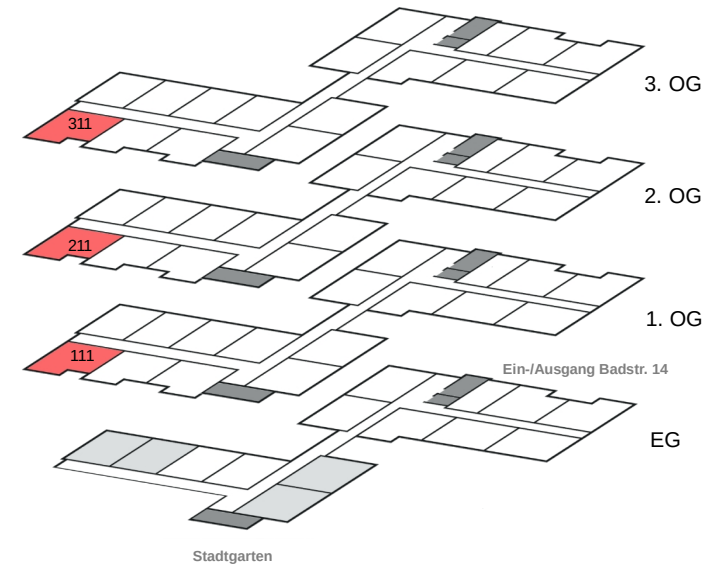 3. OG
311
2. OG
211
1. OG
111
Ein-/Ausgang Badstr. 14
EG
Stadtgarten